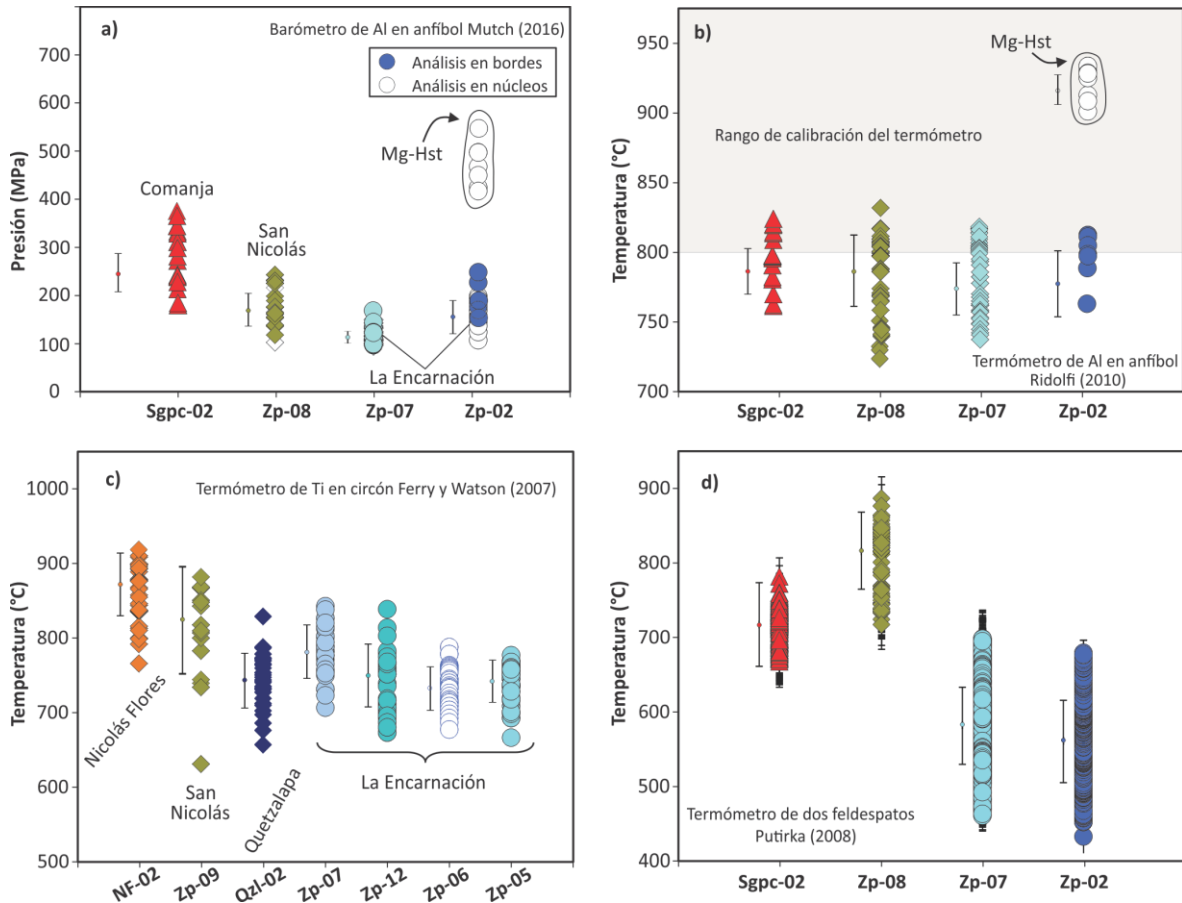 a)
Barómetro de Al en anfíbol Mutch (2016)
Análisis en bordes
Análisis en núcleos
Mg-Hst
Comanja
San
Nicolás
La Encarnación
Presión (MPa)
700
600
500
400
300
200
100
0
Sgpc-02
Zp-08
Zp-07
Zp-02
b)
Mg-Hst
Rango de calibración del termómetro
Termómetro de Al en anfíbol
Ridolfi (2010)
Temperatura (°C)
950
900
850
800
750
700
Sgpc-02
Zp-08
Zp-07
Zp-02
c)
Termómetro de Ti en circón Ferry y Watson (2007)
Nicolás Flores
San
Nicolás
Quetzalapa
La Encarnación
Temperatura (°C)
1000
900
800
700
600
500
NF-02
Zp-09
Qzl-02
Zp-07
Zp-12
Zp-06
Zp-05
d)
Termómetro de dos feldespatos
Putirka (2008)
Temperatura (°C)
900
800
700
600
500
400
Sgpc-02
Zp-08
Zp-07
Zp-02